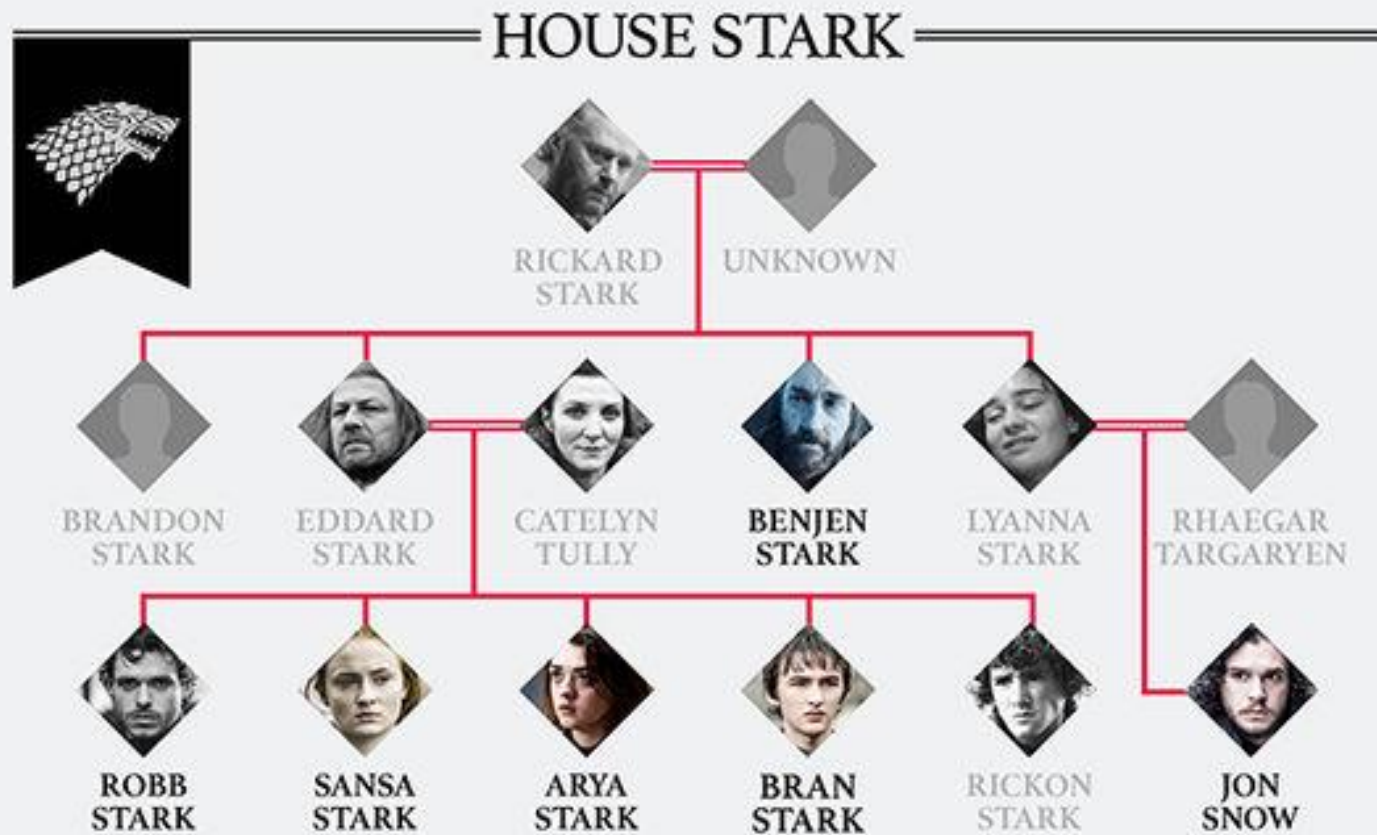 HOUSE STARK
RICKARD
STARK
UNKNOWN
BRANDON
STARK
EDDARD
STARK
CATELYN
TULLY
BENJEN
STARK
LYANNA
STARK
RHAEGAR
TARGARYEN
ROBB
STARK
SANSA
STARK
ARYA
STARK
BRAN
STARK
RICKON
STARK
JON
SNOW